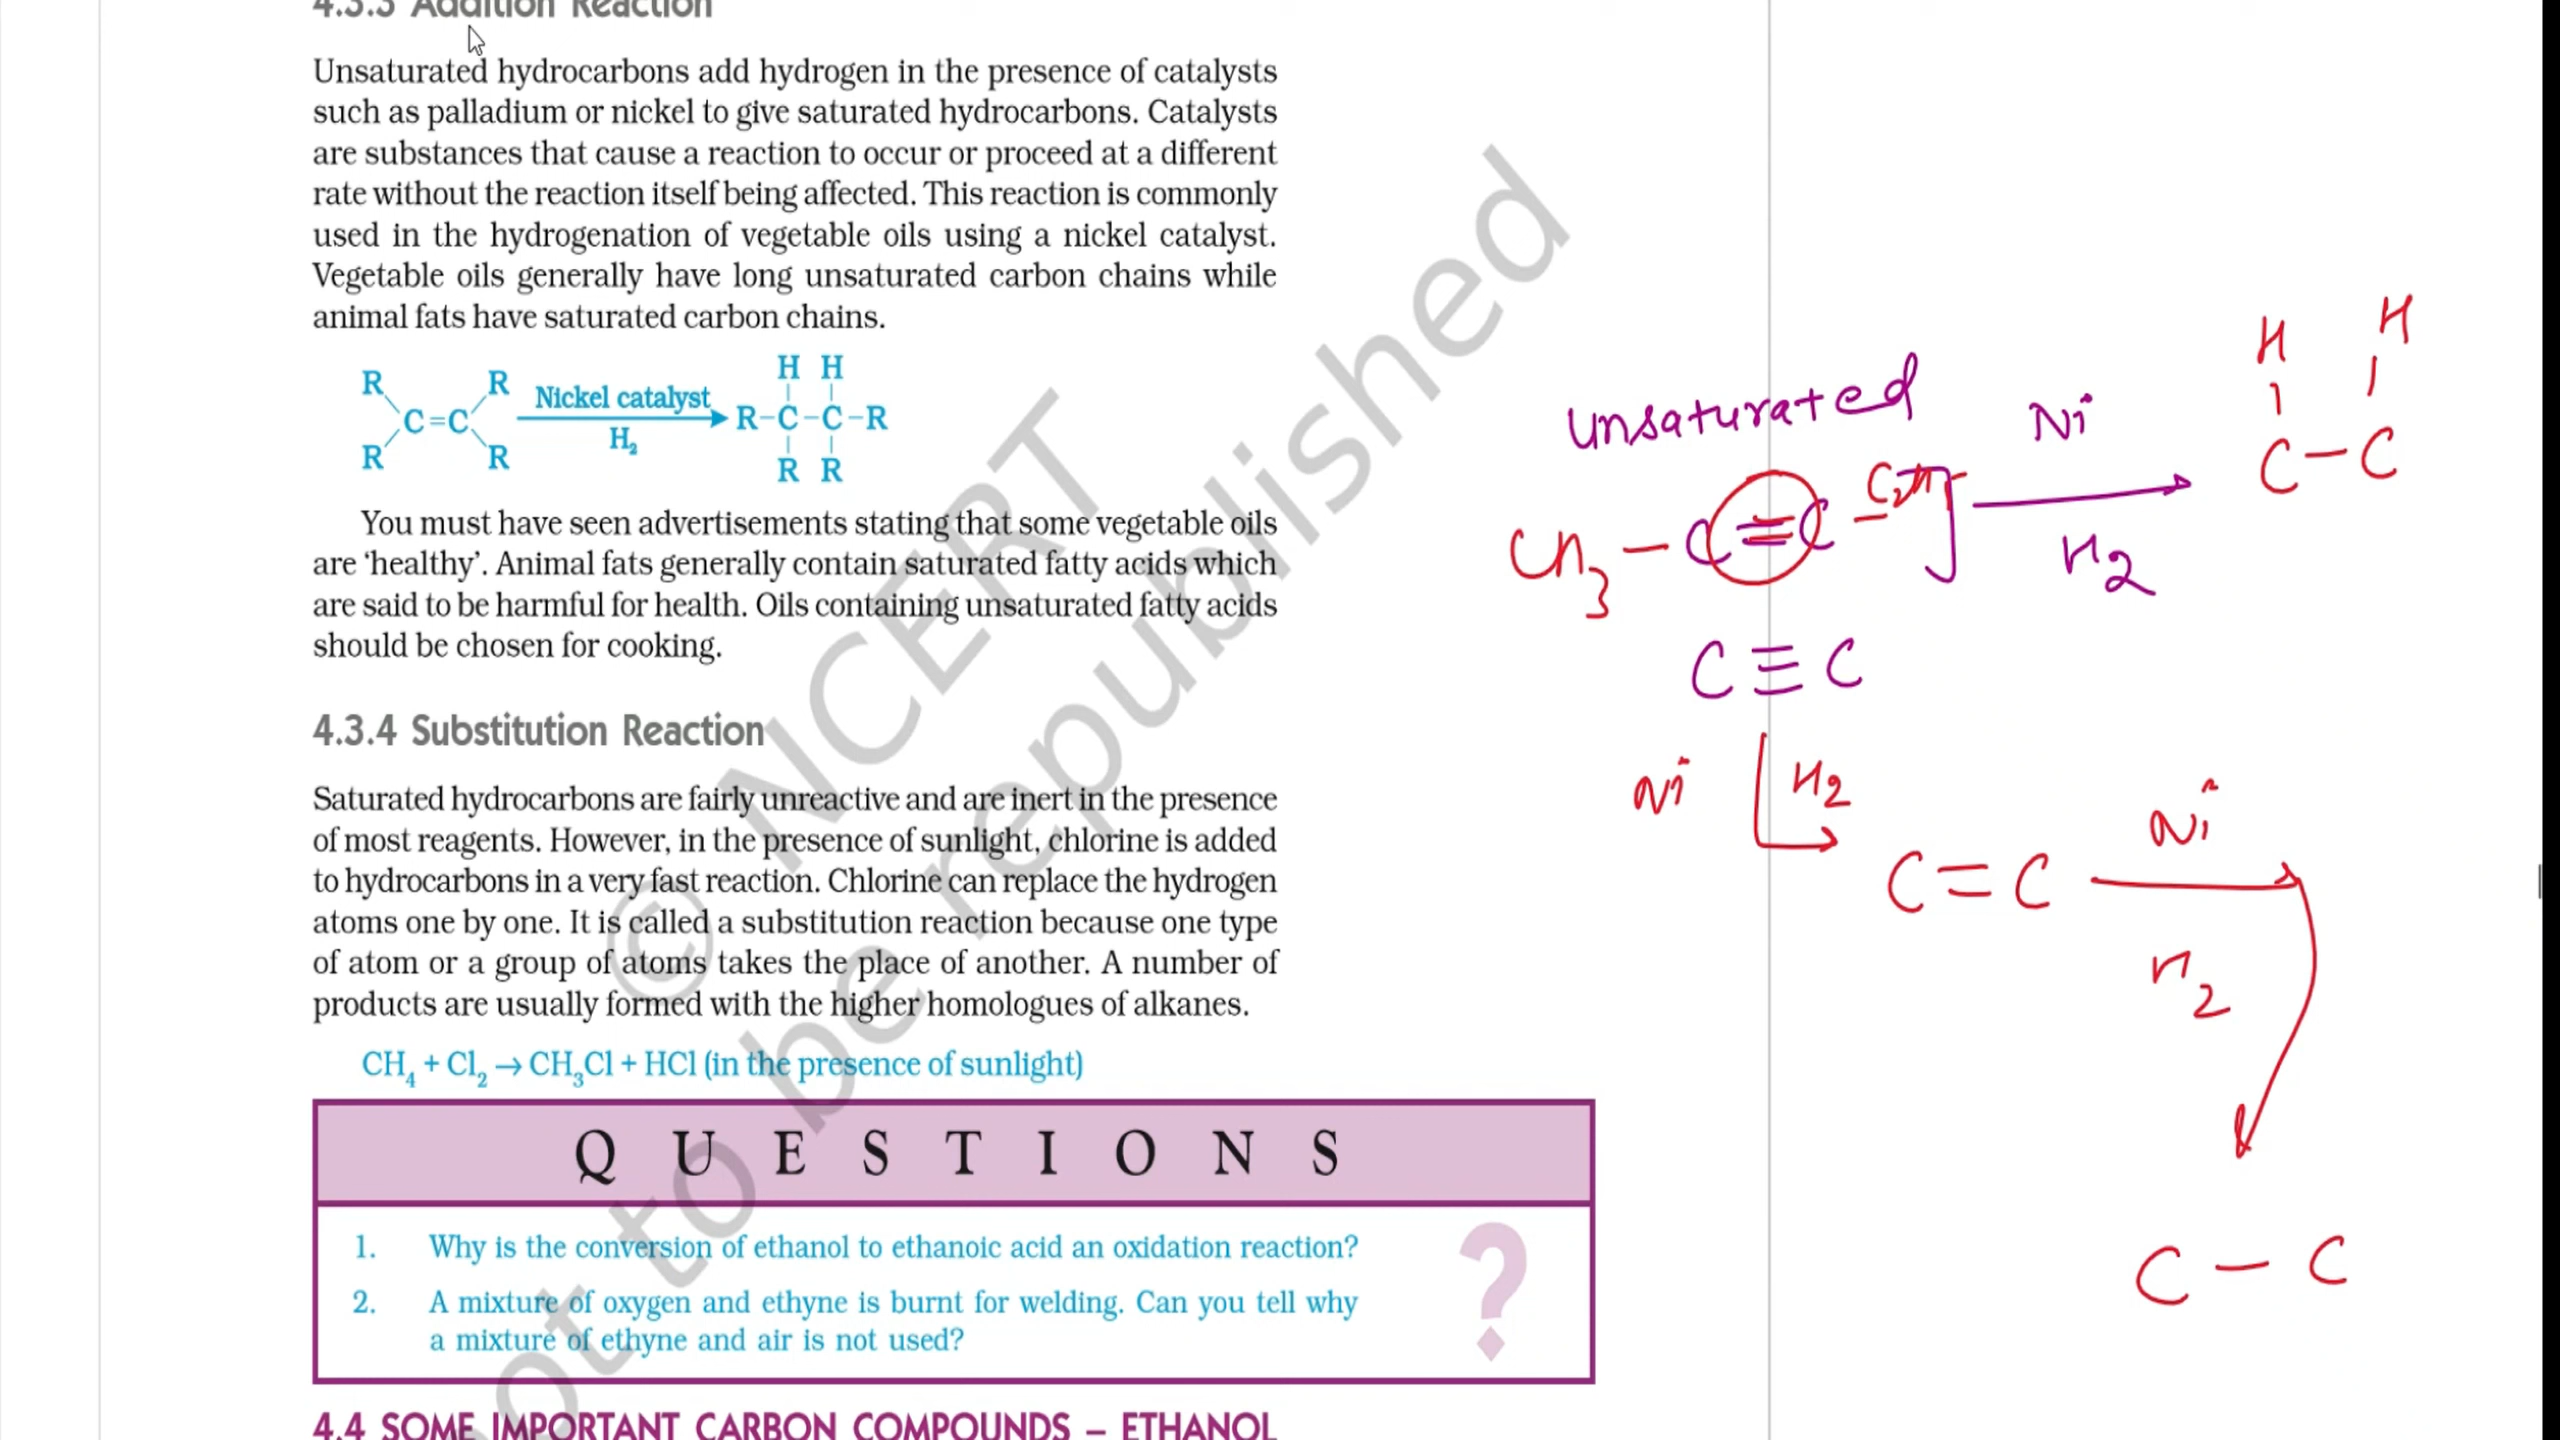 4.3.3 Addition Reaction
Unsaturated hydrocarbons add hydrogen in the presence of catalysts
such as palladium or nickel to give saturated hydrocarbons. Catalysts
are substances that cause a reaction to occur or proceed at a different
rate without the reaction itself being affected. This reaction is commonly
used in the hydrogenation of vegetable oils using a nickel catalyst.
Vegetable oils generally have long unsaturated carbon chains while
animal fats have saturated carbon chains.
H H
R R
Nickel catalyst
C=C R-C-C-R
H₂
R R
R R
You must have seen advertisements stating that some vegetable oils
are ‘healthy’. Animal fats generally contain saturated fatty acids which
are said to be harmful for health. Oils containing unsaturated fatty acids
should be chosen for cooking.
4.3.4 Substitution Reaction
Saturated hydrocarbons are fairly unreactive and are inert in the presence
of most reagents. However, in the presence of sunlight, chlorine is added
to hydrocarbons in a very fast reaction. Chlorine can replace the hydrogen
atoms one by one. It is called a substitution reaction because one type
of atom or a group of atoms takes the place of another. A number of
products are usually formed with the higher homologues of alkanes.
CH₄ + Cl₂ → CH₃Cl + HCl (in the presence of sunlight)
QUESTIONS
1. Why is the conversion of ethanol to ethanoic acid an oxidation reaction?
2. A mixture of oxygen and ethyne is burnt for welding. Can you tell why
a mixture of ethyne and air is not used?
?
4.4 SOME IMPORTANT CARBON COMPOUNDS – ETHANOL
© NCERT
not to be republished
H H
unsaturated Ni
C-C
CH₃ - C=C
H₂
C≡C
Ni H₂
Ni
C=C
H₂
C-C